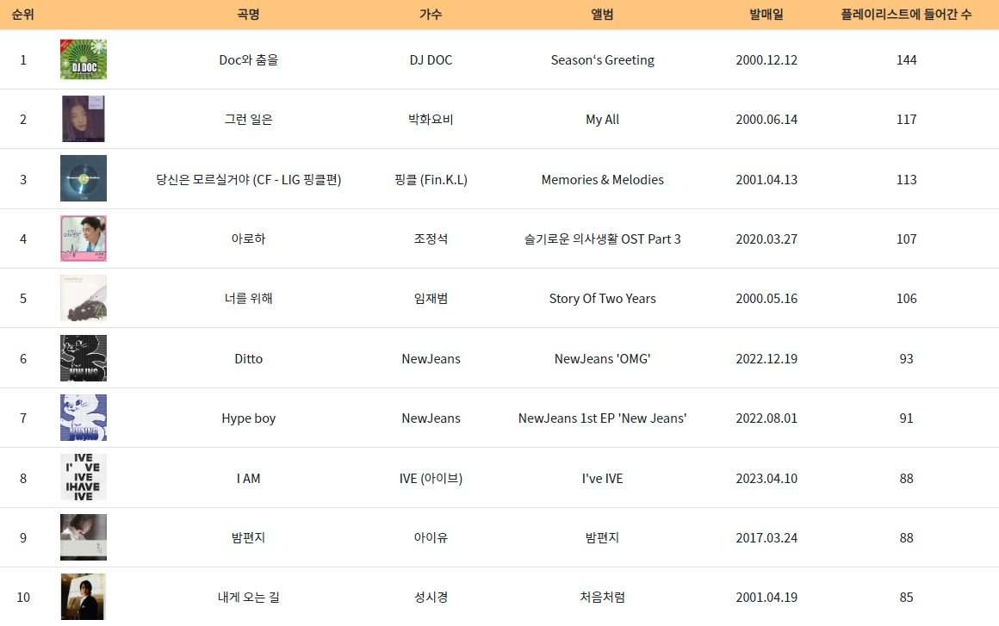 순위 곡명 가수 앨범 발매일 플레이리스트에 들어간 수
1 DJ DOC Doc와 춤을 DJ DOC Season‘s Greeting 2000.12.12 144
2 그런 일은 박화요비 My All 2000.06.14 117
3 당신은 모르실거야 (CF - LIG 핑클편) 핑클 (Fin.K.L) Memories & Melodies 2001.04.13 113
4 아로하 조정석 슬기로운 의사생활 OST Part 3 2020.03.27 107
5 너를 위해 임재범 Story Of Two Years 2000.05.16 106
6 Ditto NewJeans NewJeans 'OMG' 2022.12.19 93
7 Hype boy NewJeans NewJeans 1st EP 'New Jeans' 2022.08.01 91
8 IVE
I' VE
IVE
IHAVE
IVE
I AM IVE (아이브) I've IVE 2023.04.10 88
9 밤편지 아이유 밤편지 2017.03.24 88
10 내게 오는 길 성시경 처음처럼 2001.04.19 85